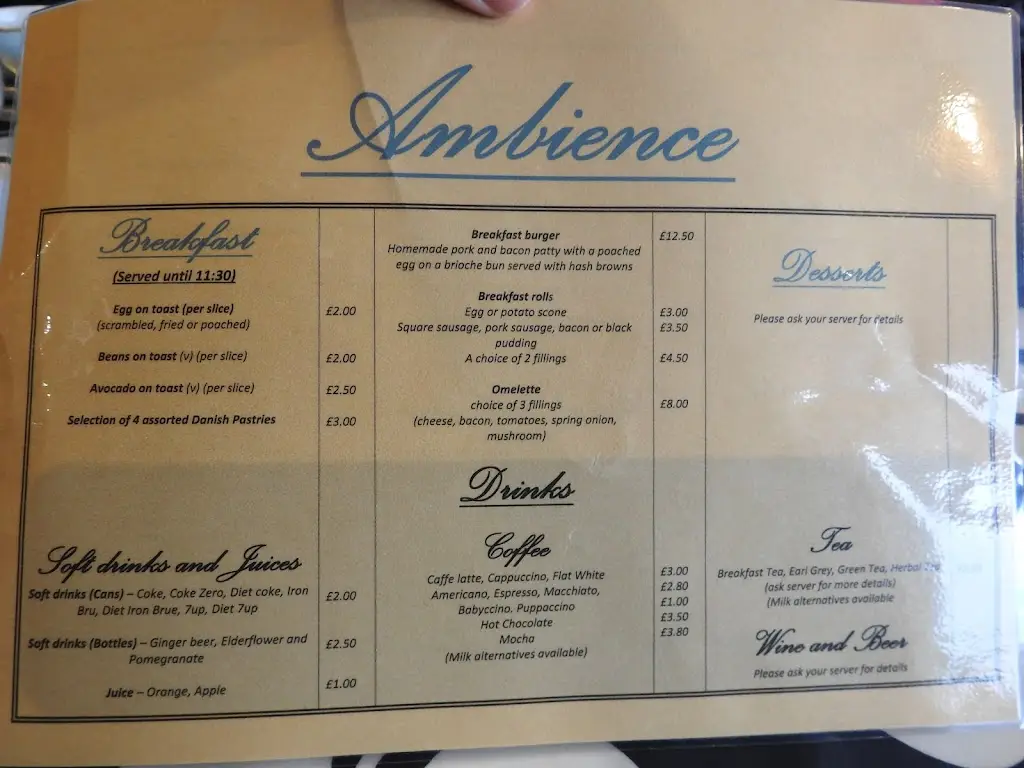 Ambience
Breakfast
(Served until 11:30)
Egg on toast (per slice) £2.00
(scrambled, fried or poached)
Beans on toast (v) (per slice) £2.00
Avocado on toast (v) (per slice) £2.50
Selection of 4 assorted Danish Pastries £3.00
Breakfast burger £12.50
Homemade pork and bacon patty with a poached
egg on a brioche bun served with hash browns
Breakfast rolls
Egg or potato scone £3.00
Square sausage, pork sausage, bacon or black £3.50
pudding
A choice of 2 fillings £4.50
Omelette
choice of 3 fillings £8.00
(cheese, bacon, tomatoes, spring onion,
mushroom)
Desserts
Please ask your server for details
Drinks
Soft drinks and Juices
Soft drinks (Cans) – Coke, Coke Zero, Diet coke, Iron £2.00
Bru, Diet Iron Brue, 7up, Diet 7up
Soft drinks (Bottles) – Ginger beer, Elderflower and £2.50
Pomegranate
Juice – Orange, Apple £1.00
Coffee
Caffe latte, Cappuccino, Flat White £3.00
Americano, Espresso, Macchiato, £2.80
Babyccino, Puppaccino £1.00
Hot Chocolate £3.50
Mocha £3.80
(Milk alternatives available)
Tea
Breakfast Tea, Earl Grey, Green Tea, Herbal Tea
(ask server for more details)
(Milk alternatives available
Wine and Beer
Please ask your server for details